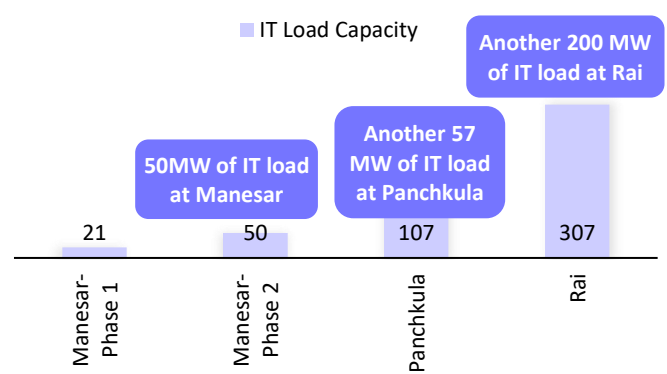 IT Load Capacity
Another 200 MW
of IT load at Rai
Another 57
MW of IT load
at Panchkula
50MW of IT load
at Manesar
21
50
107
307
Manesar-
Phase 1
Manesar-
Phase 2
Panchkula
Rai